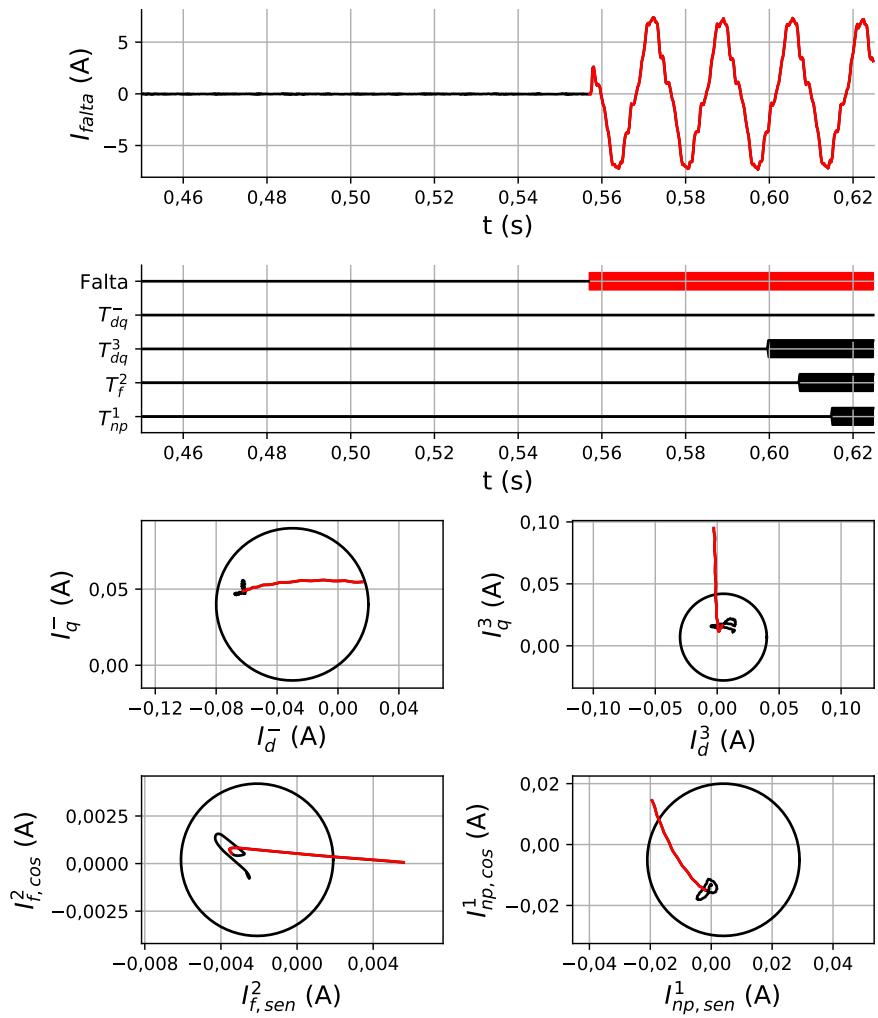 I_falta (A)
5
0
−5
0,46 0,48 0,50 0,52 0,54 0,56 0,58 0,60 0,62
t (s)
Falta
T_dq^−
T_dq^3
T_f^2
T_np^1
0,46 0,48 0,50 0,52 0,54 0,56 0,58 0,60 0,62
t (s)
I_q^− (A)
0,05
0,00
−0,12 −0,08 −0,04 0,00 0,04
I_d^− (A)
I_q^3 (A)
0,10
0,05
0,00
−0,10 −0,05 0,00 0,05 0,10
I_d^3 (A)
I_f,cos^2 (A)
0,0025
0,0000
−0,0025
−0,008 −0,004 0,000 0,004
I_f,sen^2 (A)
I_np,cos^1 (A)
0,02
0,00
−0,02
−0,04 −0,02 0,00 0,02 0,04
I_np,sen^1 (A)